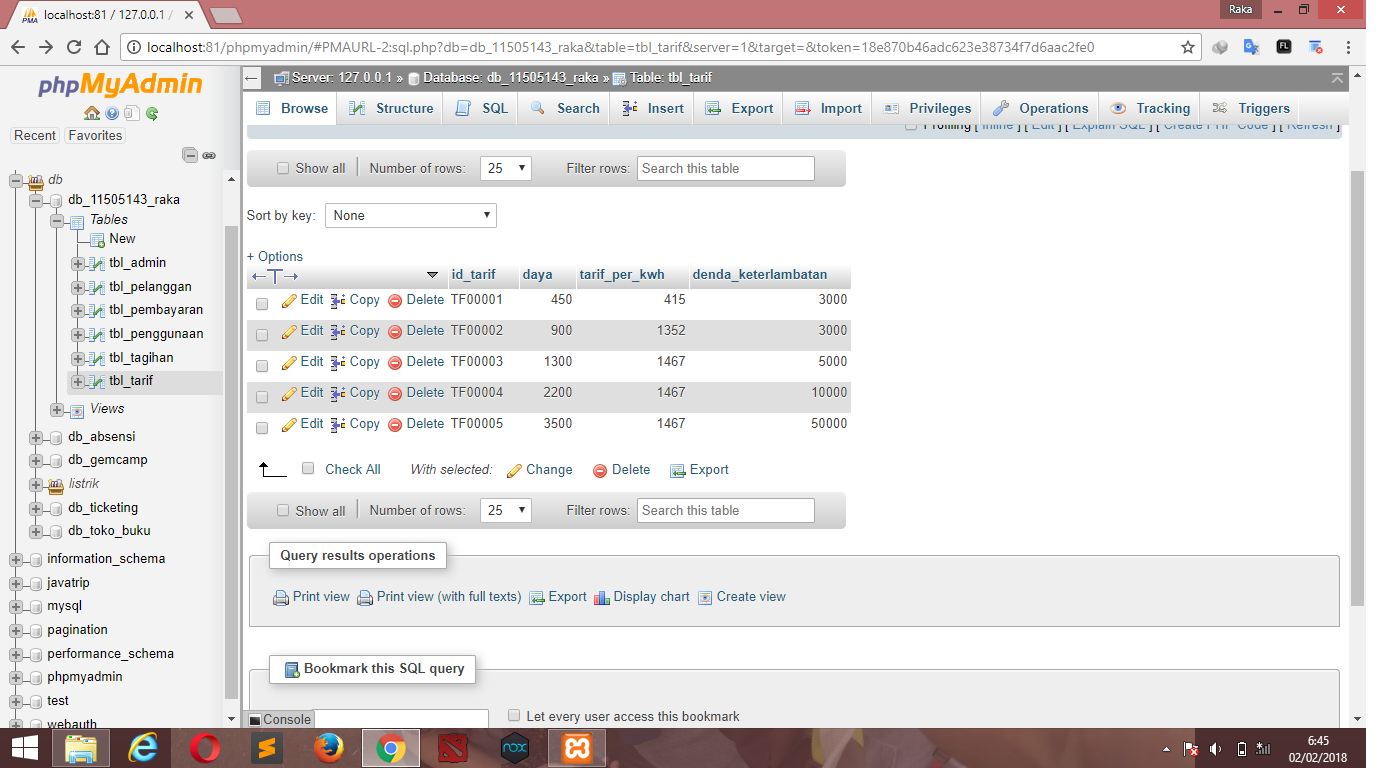 localhost:81 / 127.0.0.1 /
Raka
localhost:81/phpmyadmin/#PMAURL-2:sql.php?db=db_11505143_raka&table=tbl_tarif&server=1&target=&token=18e870b46adc623e38734f7d6aac2fe0
phpMyAdmin
Recent Favorites
db
db_11505143_raka
Tables
New
tbl_admin
tbl_pelanggan
tbl_pembayaran
tbl_penggunaan
tbl_tagihan
tbl_tarif
Views
db_absensi
db_gemcamp
listrik
db_ticketing
db_toko_buku
information_schema
javatrip
mysql
pagination
performance_schema
phpmyadmin
test
webauth
Server: 127.0.0.1 » Database: db_11505143_raka » Table: tbl_tarif
Browse Structure SQL Search Insert Export Import Privileges Operations Tracking Triggers
Profiling [ Inline ] [ Edit ] [ Explain SQL ] [ Create PHP Code ] [ Refresh ]
Show all Number of rows: 25 Filter rows: Search this table
Sort by key: None
+ Options
id_tarif daya tarif_per_kwh denda_keterlambatan
Edit Copy Delete TF00001 450 415 3000
Edit Copy Delete TF00002 900 1352 3000
Edit Copy Delete TF00003 1300 1467 5000
Edit Copy Delete TF00004 2200 1467 10000
Edit Copy Delete TF00005 3500 1467 50000
Check All With selected: Change Delete Export
Show all Number of rows: 25 Filter rows: Search this table
Query results operations
Print view Print view (with full texts) Export Display chart Create view
Bookmark this SQL query
Console
Let every user access this bookmark
6:45
02/02/2018